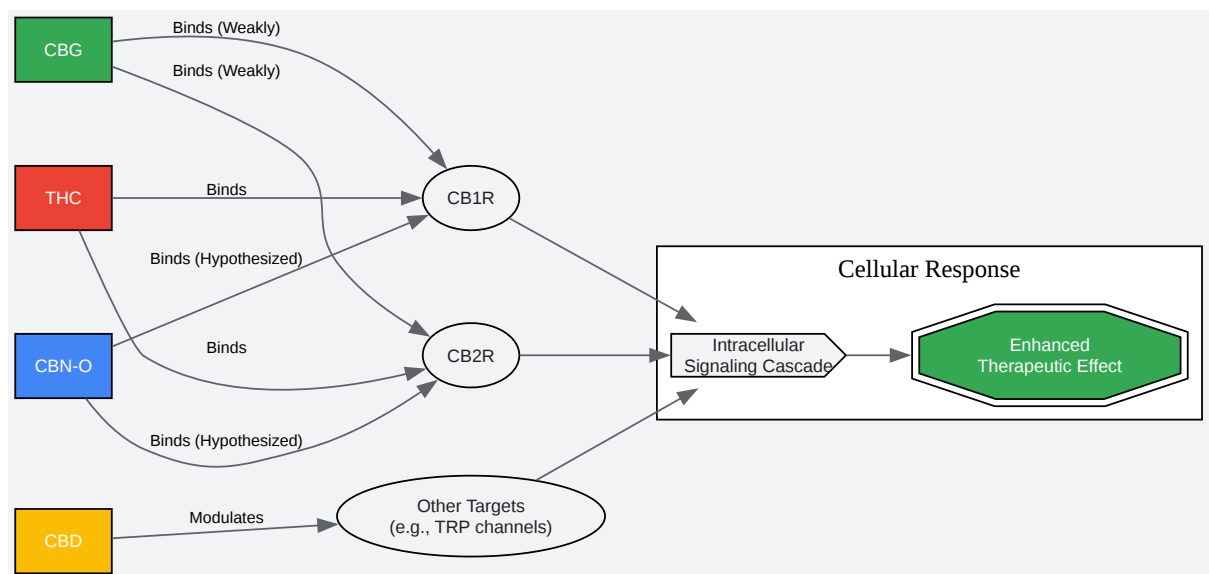 CBG
Binds (Weakly)
Binds (Weakly)
THC
Binds
CB1R
Binds (Hypothesized)
Cellular Response
CBN-O
Binds
CB2R
Intracellular
Signaling Cascade
Enhanced
Therapeutic Effect
Binds (Hypothesized)
CBD
Modulates
Other Targets
(e.g., TRP channels)